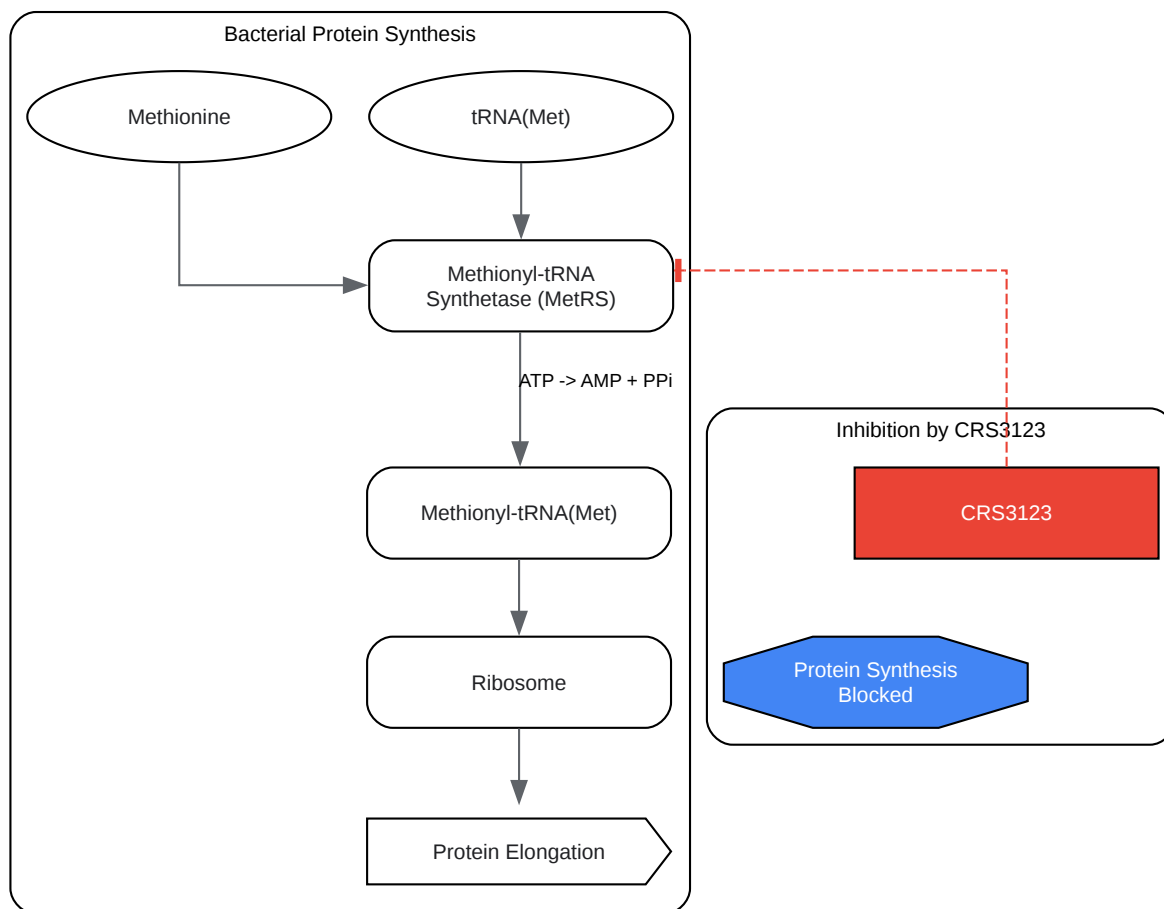 Bacterial Protein Synthesis
Methionine
tRNA(Met)
Methionyl-tRNA
Synthetase (MetRS)
ATP -> AMP + PPi
Methionyl-tRNA(Met)
Ribosome
Protein Elongation
Inhibition by CRS3123
CRS3123
Protein Synthesis
Blocked